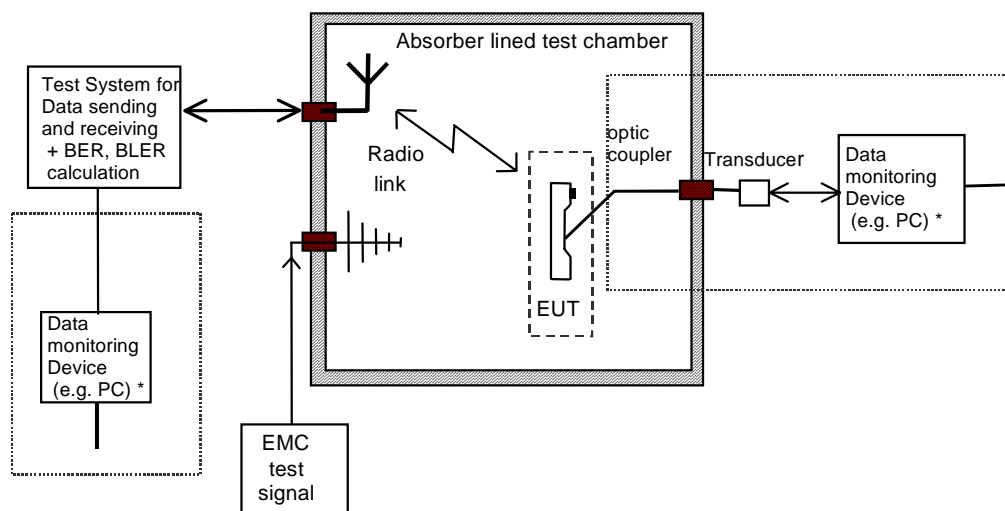 Absorber lined test chamber
Test System for
Data sending
and receiving
+ BER, BLER
calculation
Radio
link
optic
coupler
Transducer
Data
monitoring
Device
(e.g. PC) *
EUT
Data
monitoring
Device
(e.g. PC) *
EMC
test
signal